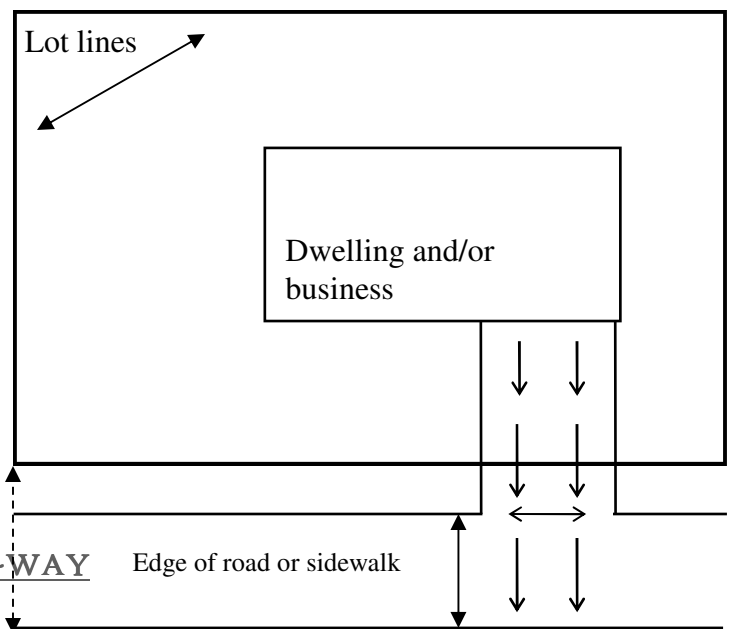 Lot lines
Dwelling and/or
business
-WAY Edge of road or sidewalk